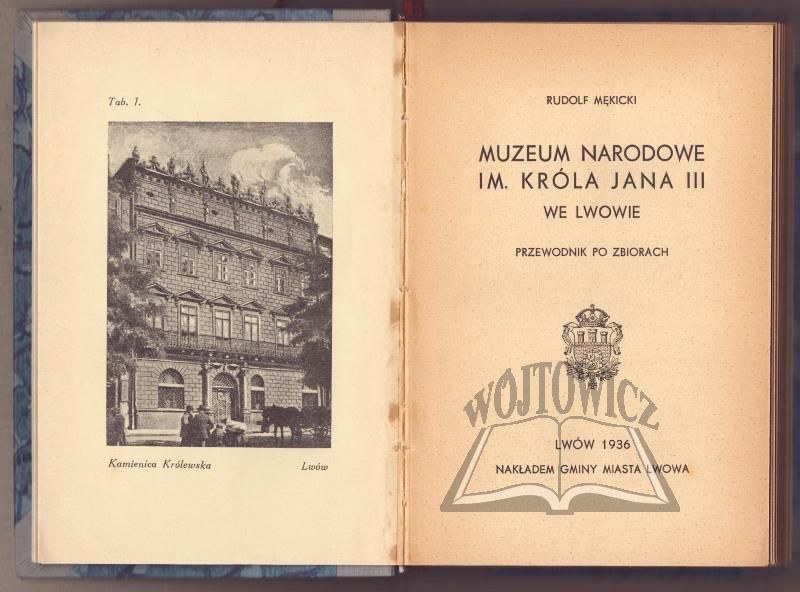 Tab. I.
Kamienica Królewska Lwów
RUDOLF MĘKICKI
MUZEUM NARODOWE
IM. KRÓLA JANA III
WE LWOWIE
PRZEWODNIK PO ZBIORACH
WÓJTOWICZ
LWÓW 1936
NAKŁADEM GMINY MIASTA LWOWA